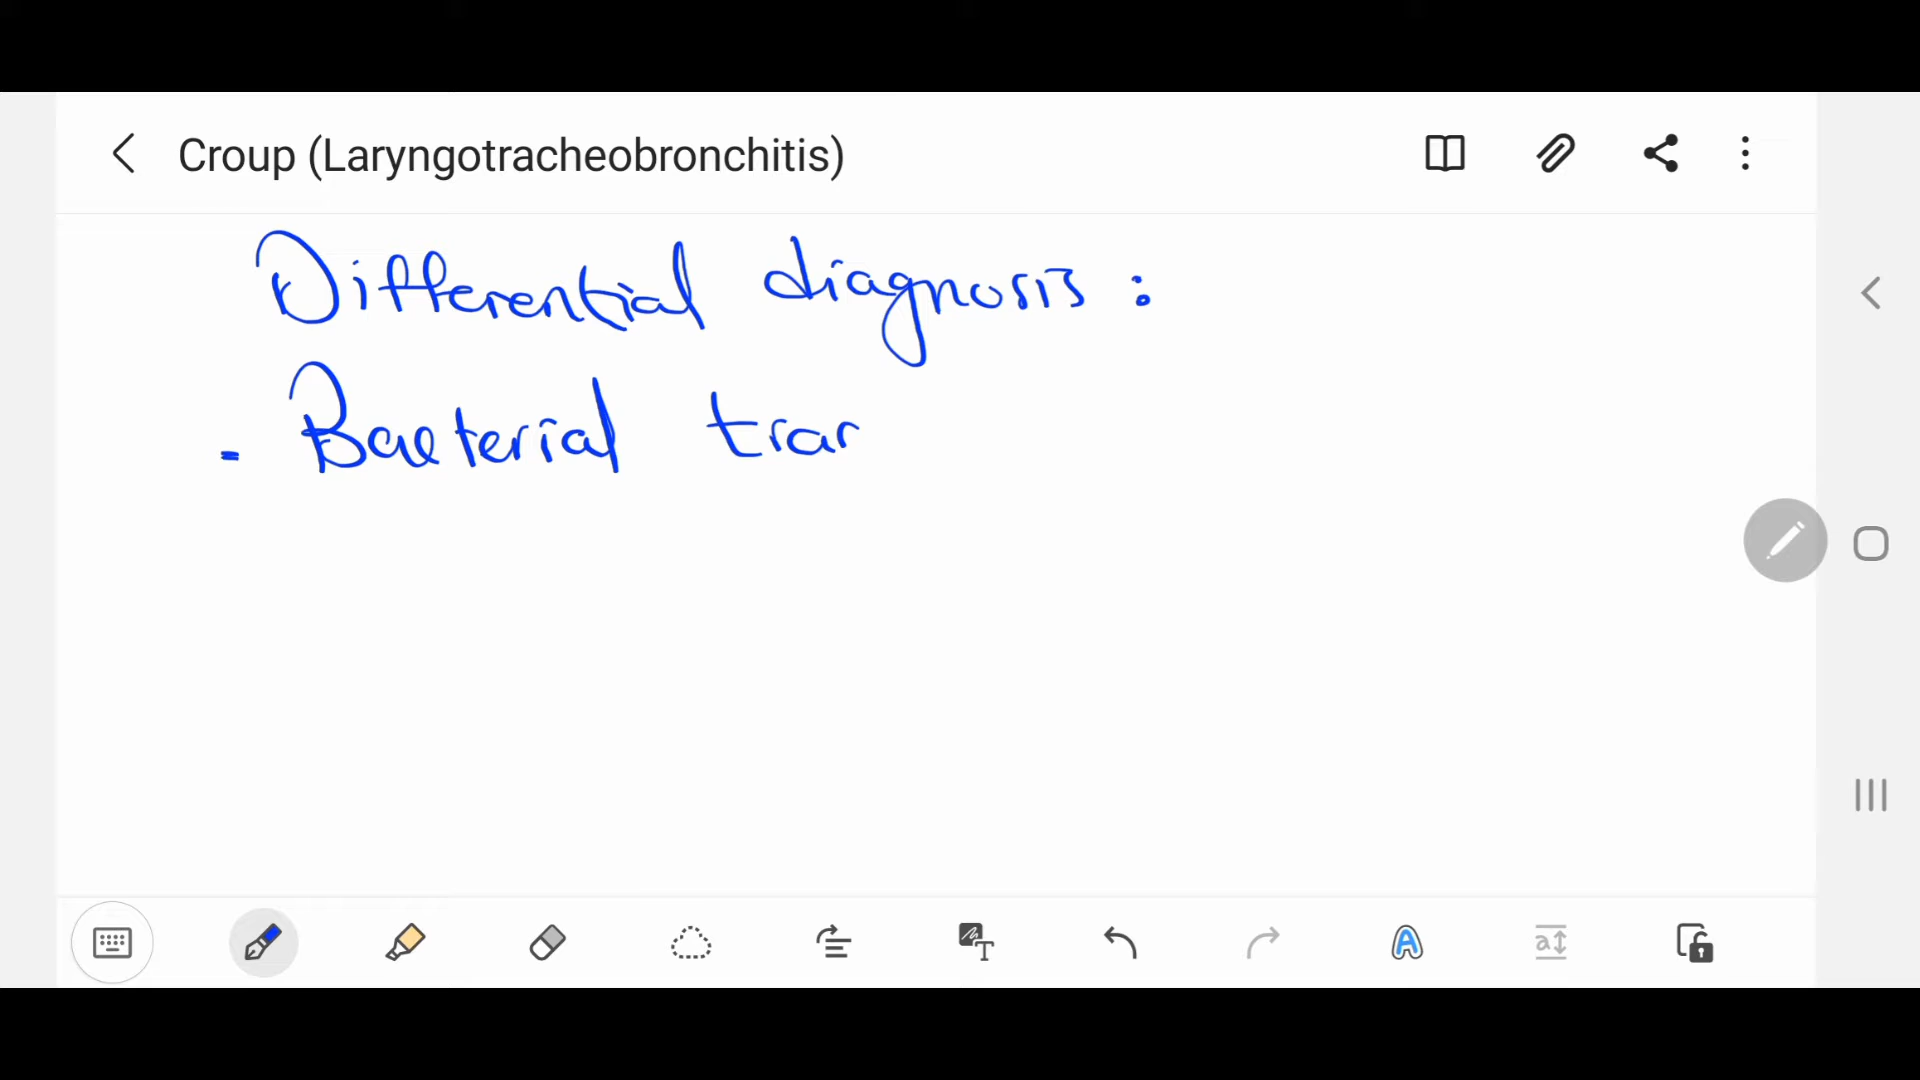 Croup (Laryngotracheobronchitis)
Differential diagnosis :
- Bacterial trar